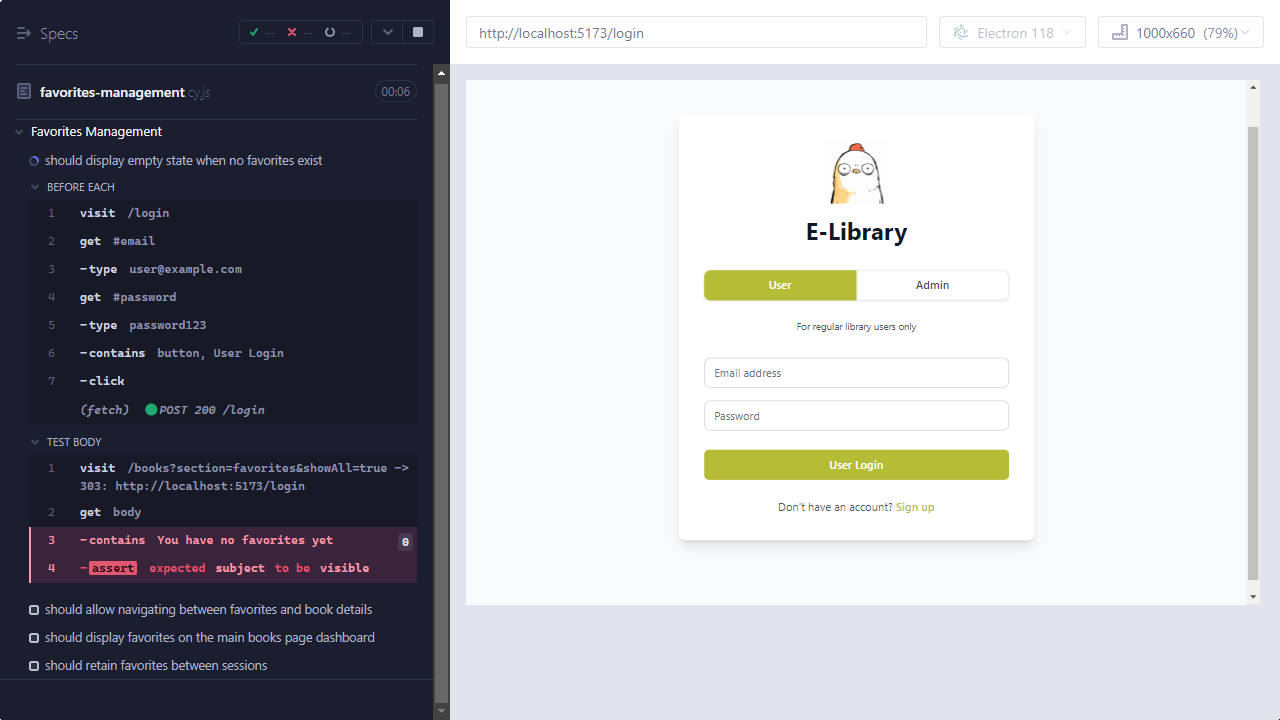 Specs
-- -- --
favorites-management.cy.js 00:06
Favorites Management
should display empty state when no favorites exist
BEFORE EACH
1 visit /login
2 get #email
3 -type user@example.com
4 get #password
5 -type password123
6 -contains button, User Login
7 -click
(fetch) POST 200 /login
TEST BODY
1 visit /books?section=favorites&showAll=true ->
303: http://localhost:5173/login
2 get body
3 -contains You have no favorites yet 0
4 -assert expected subject to be visible
should allow navigating between favorites and book details
should display favorites on the main books page dashboard
should retain favorites between sessions
http://localhost:5173/login
Electron 118
1000x660 (79%)
E-Library
User Admin
For regular library users only
Email address
Password
User Login
Don't have an account? Sign up